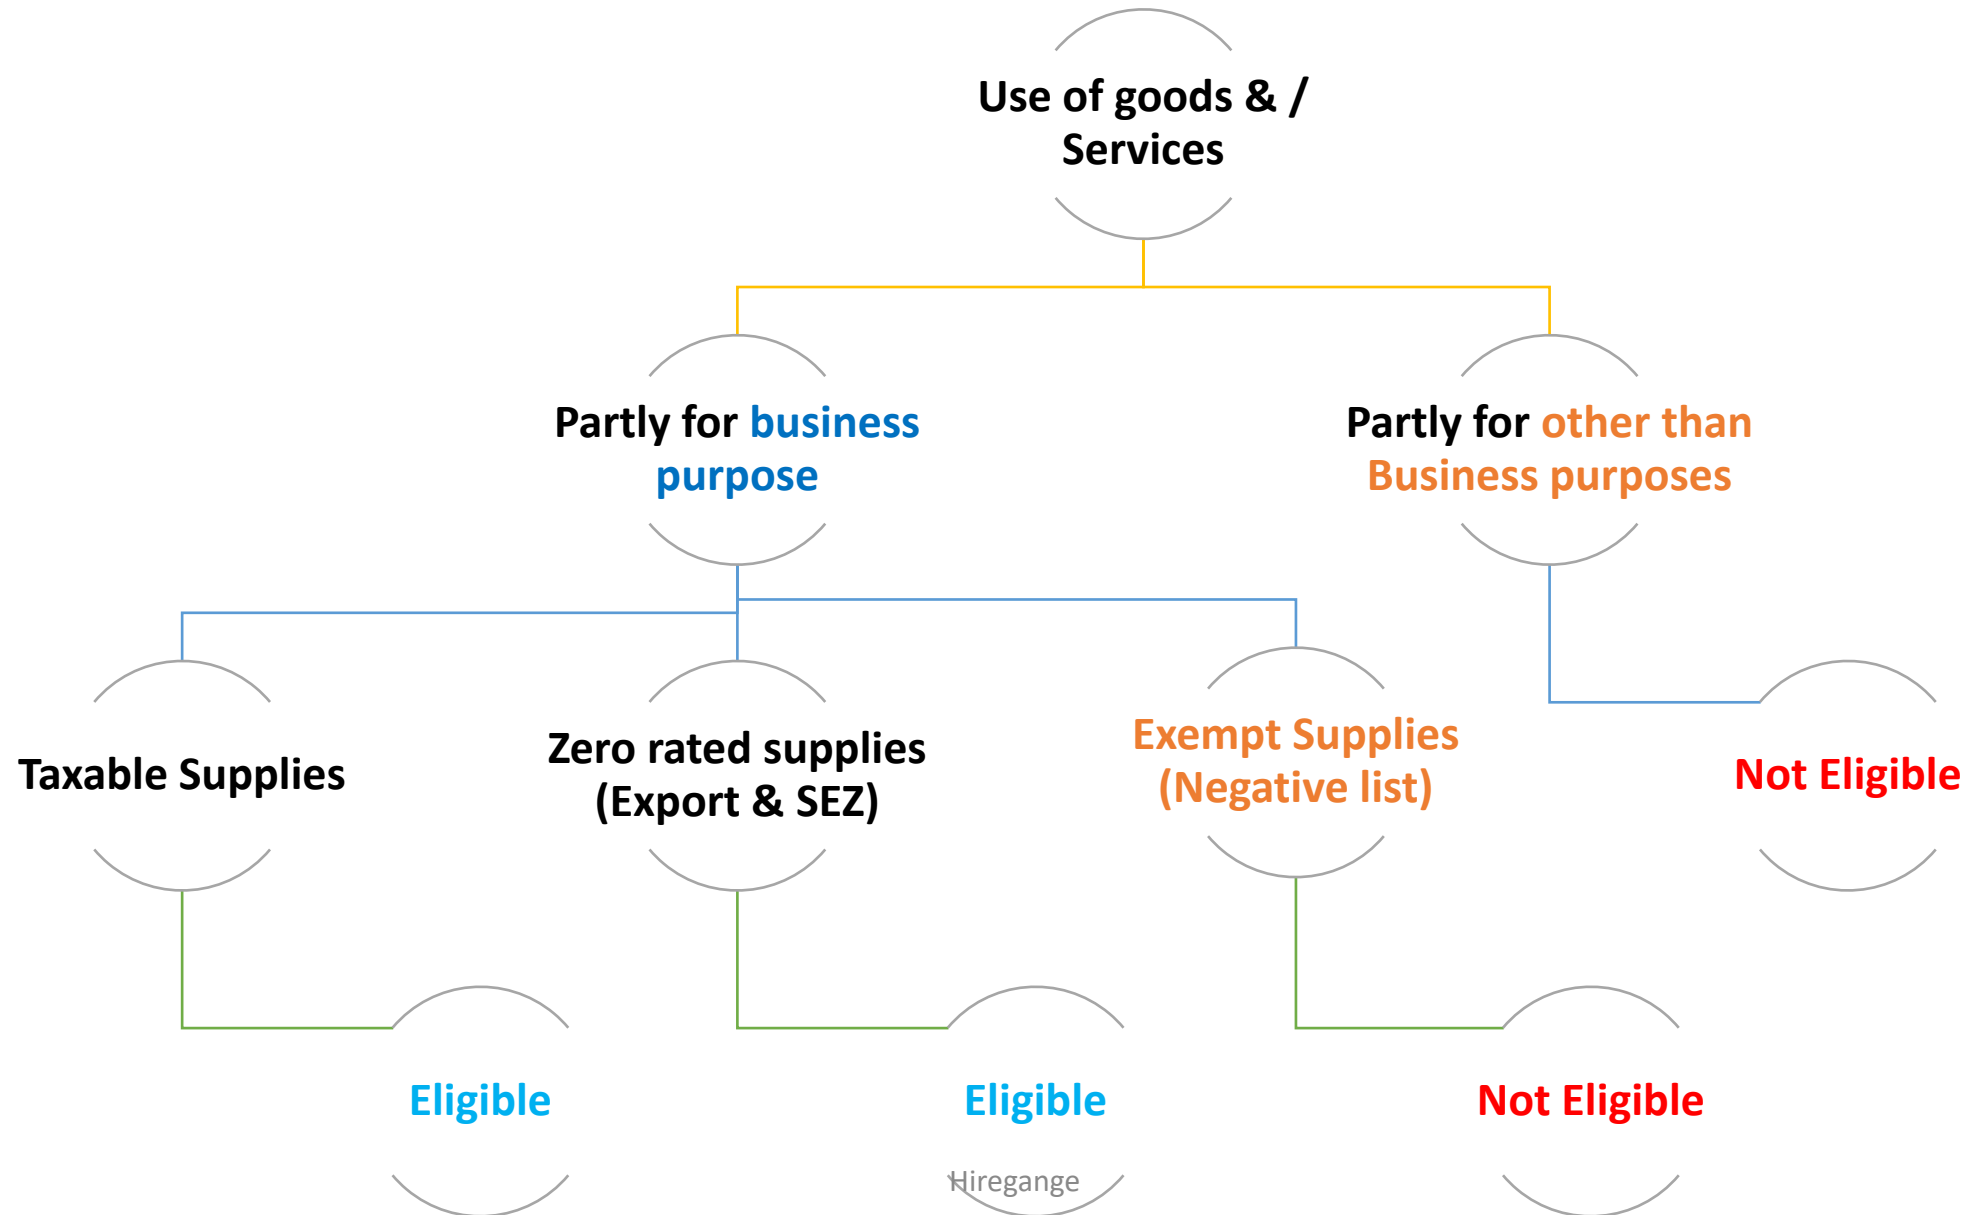 Use of goods & /
Services
Partly for business
purpose
Partly for other than
Business purposes
Taxable Supplies
Zero rated supplies
(Export & SEZ)
Exempt Supplies
(Negative list)
Not Eligible
Eligible
Eligible
Not Eligible
Hiregange